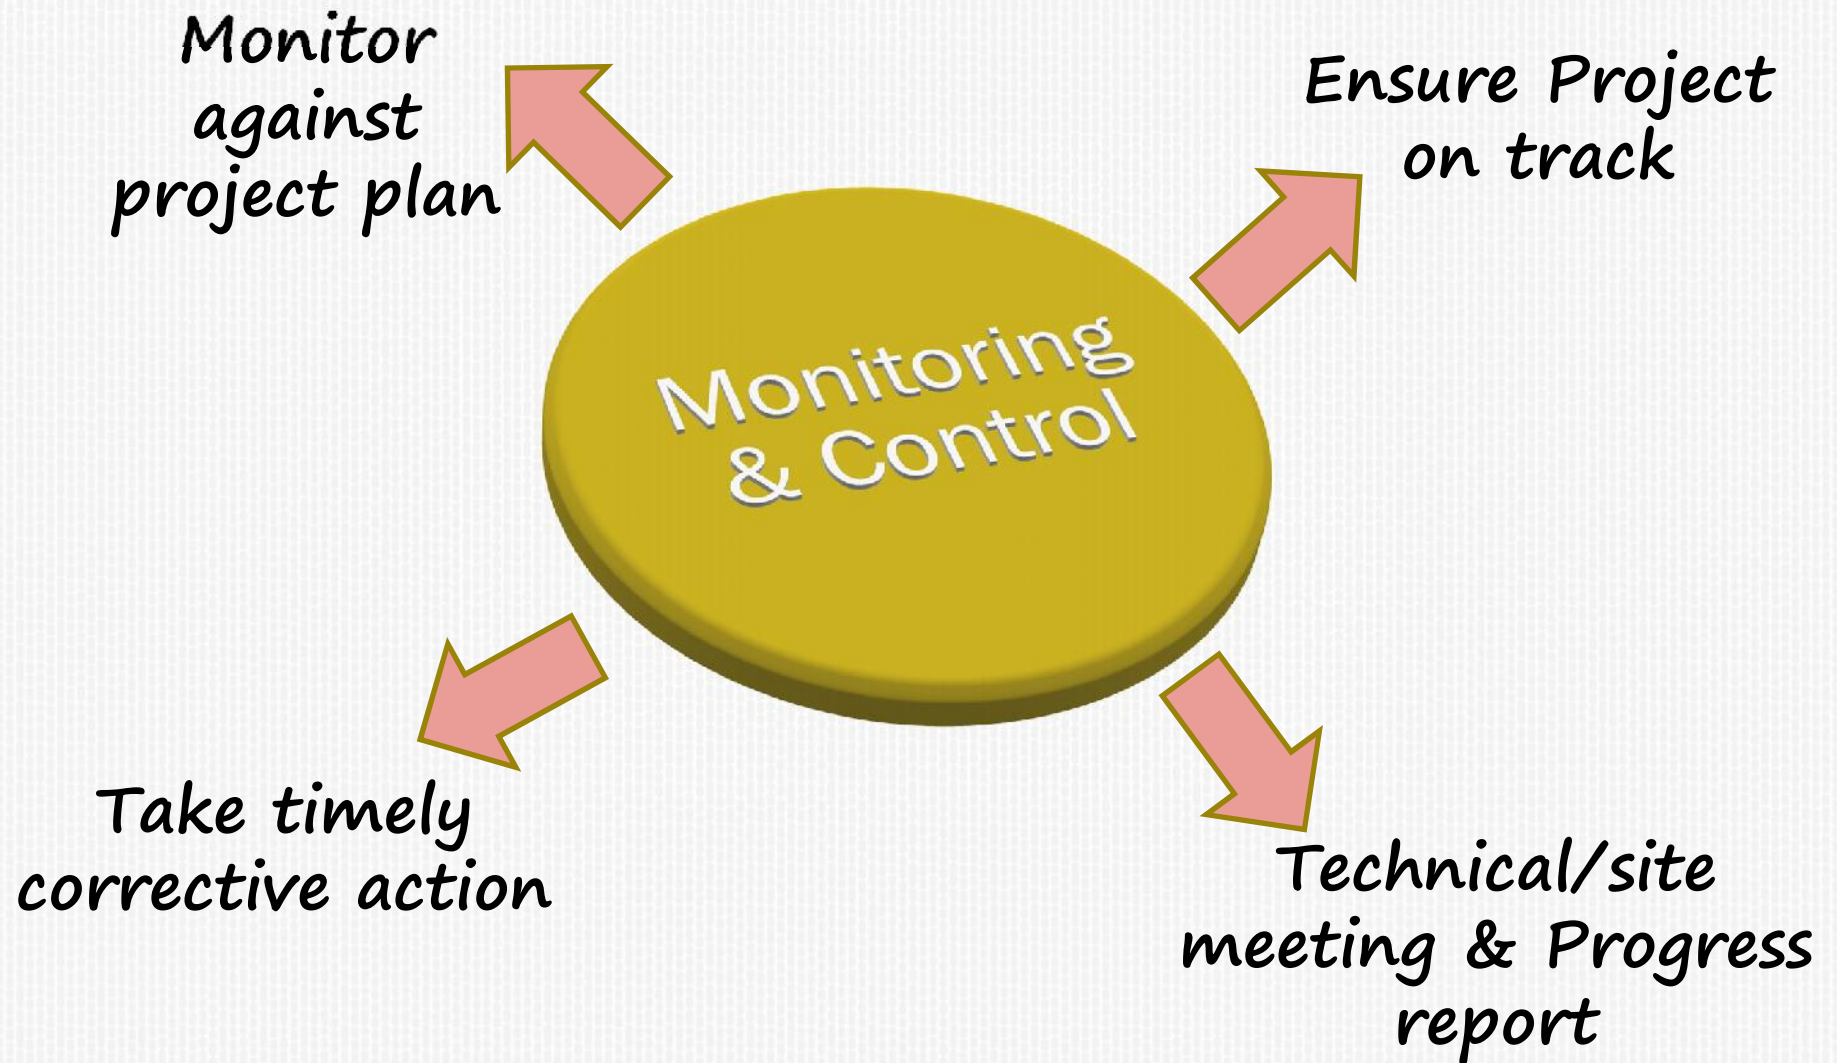 Monitor
against
project plan
Ensure Project
on track
Monitoring
& Control
Take timely
corrective action
Technical/site
meeting & Progress
report